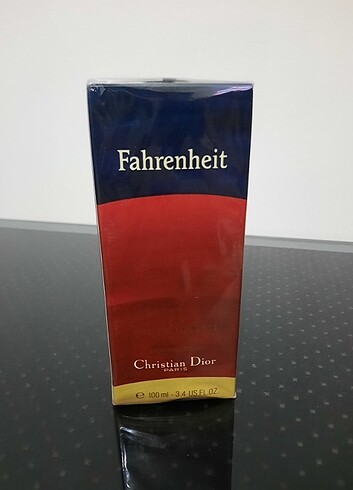 Fahrenheit
Christian Dior
PARIS
℮ 100 ml - 3.4 US FL OZ